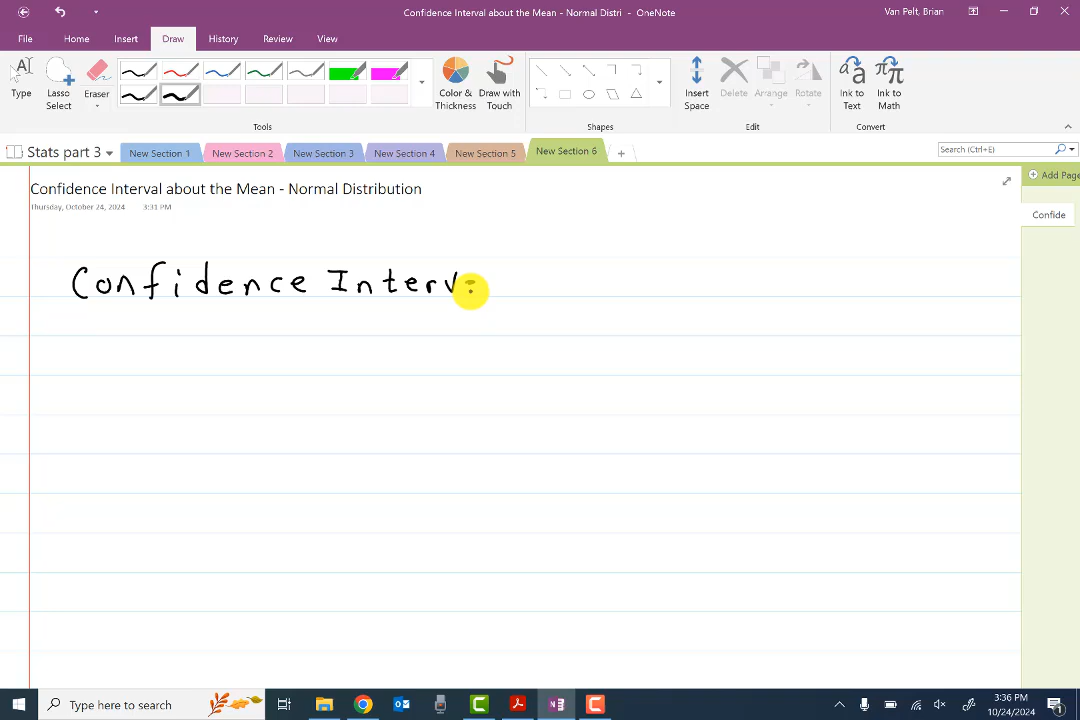 Confidence Interval about the Mean - Normal Distri - OneNote
Van Pelt, Brian
File Home Insert Draw History Review View
Type
Lasso Select
Eraser
Color & Thickness
Draw with Touch
Insert Space
Delete
Arrange
Rotate
Ink to Text
Ink to Math
Tools
Shapes
Edit
Convert
Stats part 3
New Section 1
New Section 2
New Section 3
New Section 4
New Section 5
New Section 6
Search (Ctrl+E)
Confidence Interval about the Mean - Normal Distribution
Add Page
Thursday, October 24, 2024 3:31 PM
Confide
Confidence Interv
Type here to search
3:36 PM
10/24/2024
1